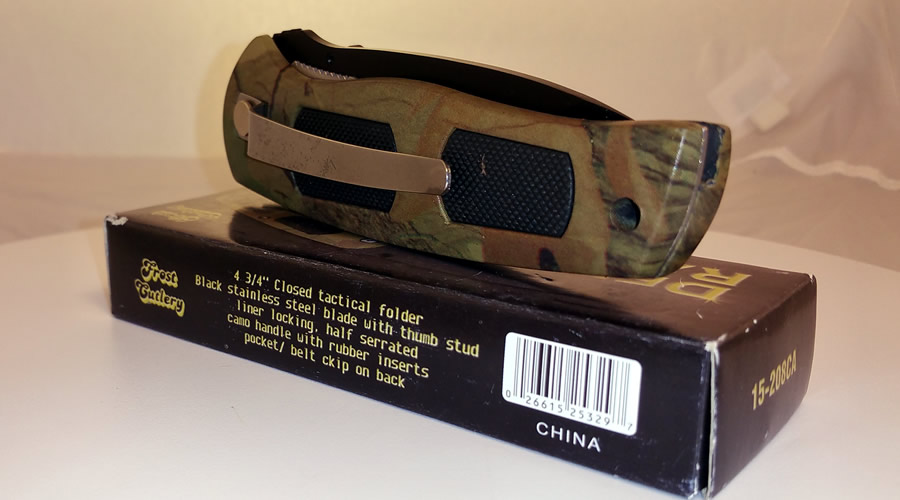 Frost
Cutlery
4 3/4" Closed tactical folder
Black stainless steel blade with thumb stud
liner locking, half serrated
camo handle with rubber inserts
pocket/ belt ckip on back
0 26615 25329 7
CHINA
15-208CA